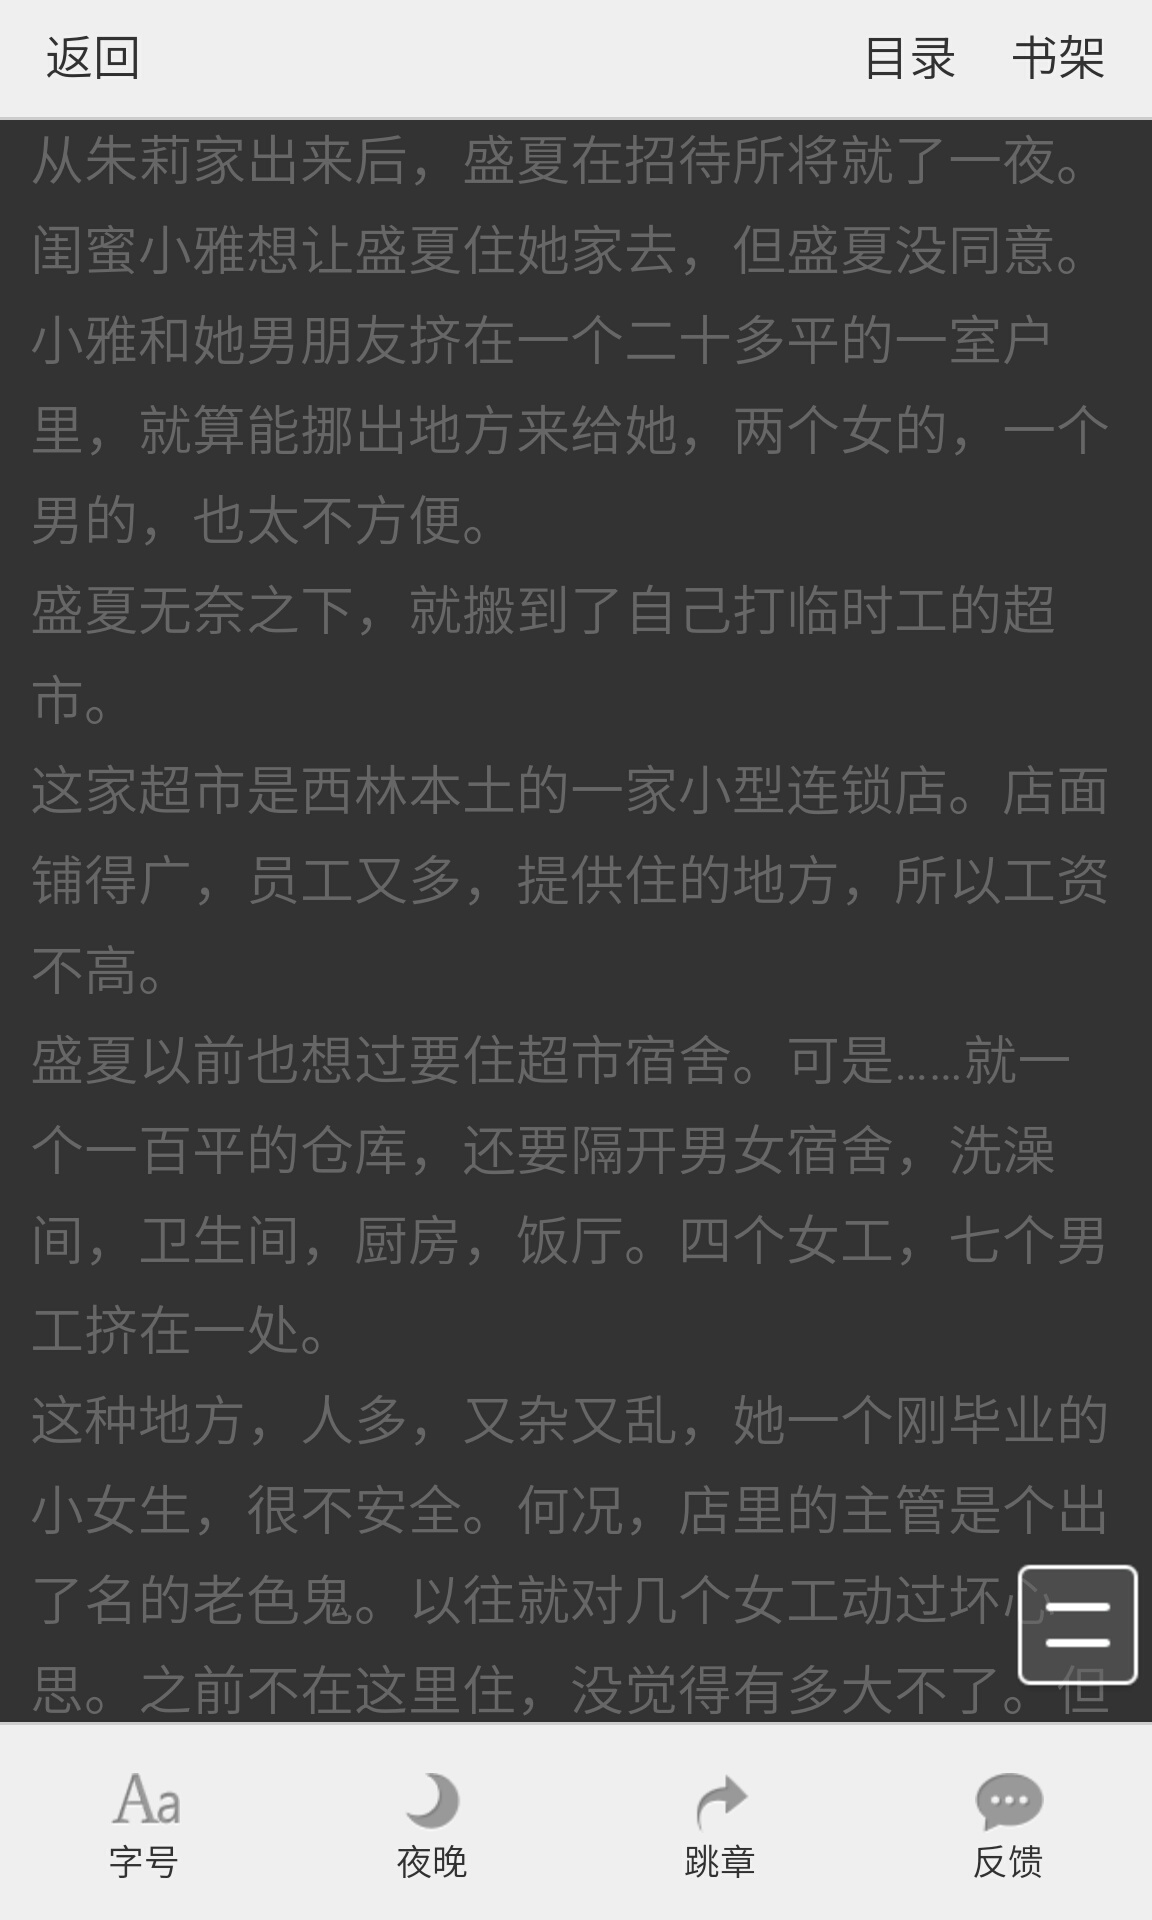 返回 目录 书架
从朱莉家出来后，盛夏在招待所将就了一夜。
闺蜜小雅想让盛夏住她家去，但盛夏没同意。
小雅和她男朋友挤在一个二十多平的一室户
里，就算能挪出地方来给她，两个女的，一个
男的，也太不方便。
盛夏无奈之下，就搬到了自己打临时工的超
市。
这家超市是西林本土的一家小型连锁店。店面
铺得广，员工又多，提供住的地方，所以工资
不高。
盛夏以前也想过要住超市宿舍。可是……就一
个一百平的仓库，还要隔开男女宿舍，洗澡
间，卫生间，厨房，饭厅。四个女工，七个男
工挤在一处。
这种地方，人多，又杂又乱，她一个刚毕业的
小女生，很不安全。何况，店里的主管是个出
了名的老色鬼。以往就对几个女工动过坏心
思。之前不在这里住，没觉得有多大不了。但
Aa
字号 夜晚 跳章 反馈